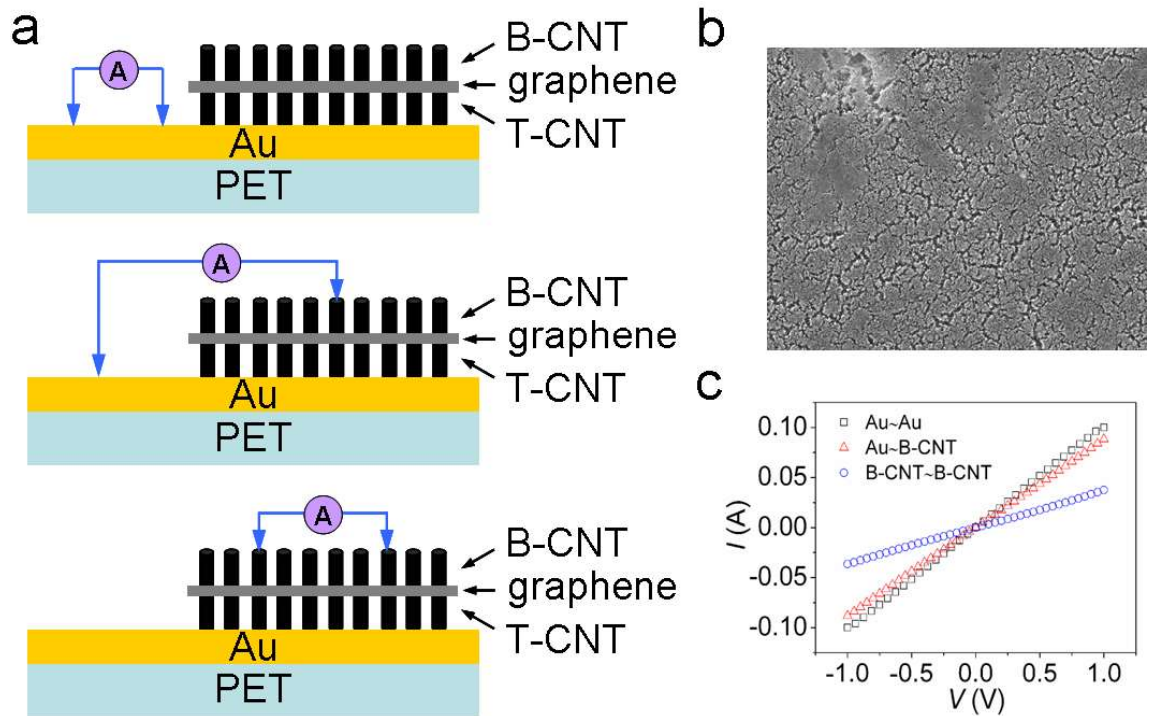 a
A
B-CNT
graphene
T-CNT
Au
PET
A
B-CNT
graphene
T-CNT
Au
PET
A
B-CNT
graphene
T-CNT
Au
PET
b
c
Au~Au
Au~B-CNT
B-CNT~B-CNT
0.10
0.05
0.00
-0.05
-0.10
I (A)
-1.0 -0.5 0.0 0.5 1.0
V (V)